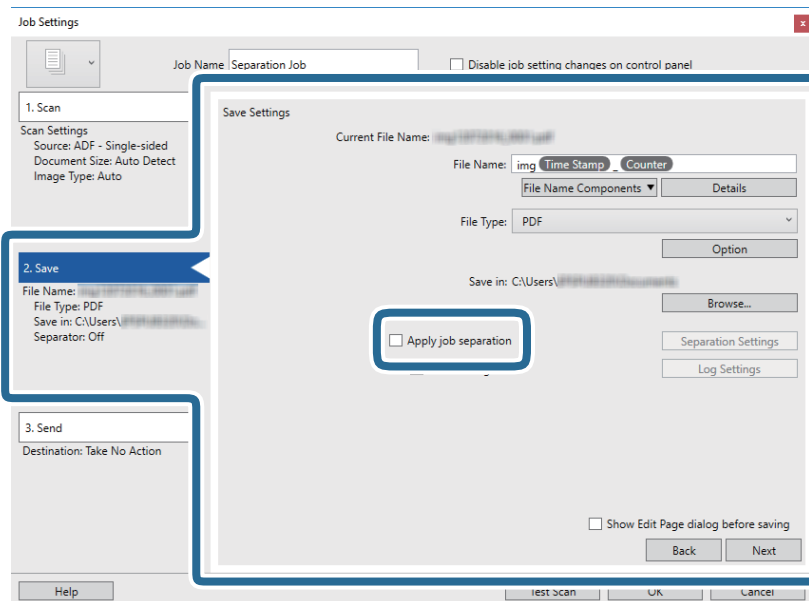 Job Settings
x
Job Name Separation Job
Disable job setting changes on control panel
1. Scan
Scan Settings
Source: ADF - Single-sided
Document Size: Auto Detect
Image Type: Auto
2. Save
File Name:
File Type: PDF
Save in: C:\Users\
Separator: Off
3. Send
Destination: Take No Action
Save Settings
Current File Name:
File Name: img Time Stamp _ Counter
File Name Components ▼ Details
File Type: PDF
Option
Save in: C:\Users\
Browse...
Apply job separation Separation Settings
Log Settings
Show Edit Page dialog before saving
Back Next
Help Test Scan OK Cancel